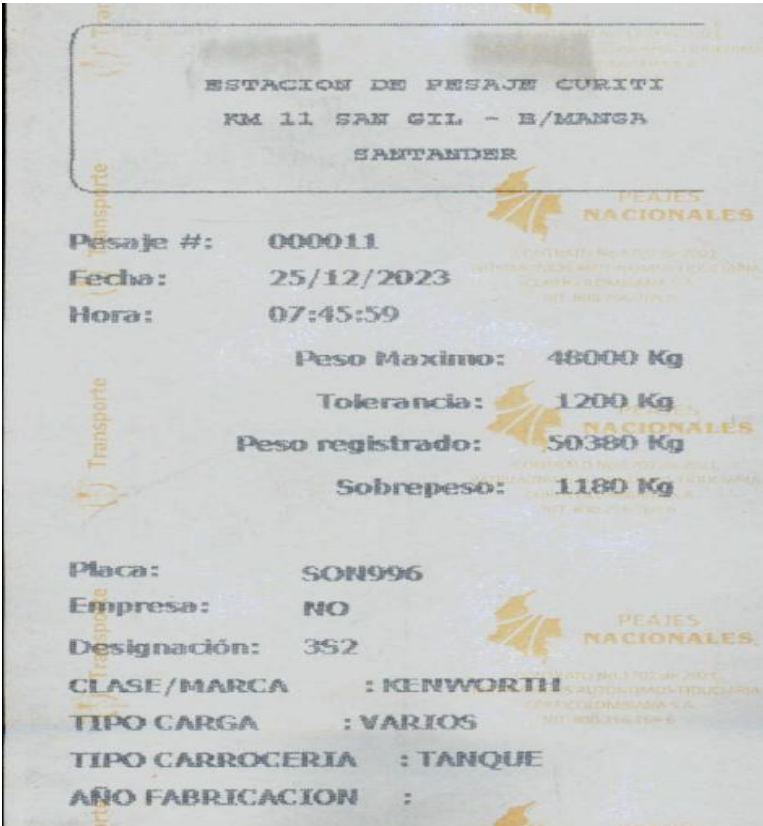 ESTACION DE PESAJE CURITI
KM 11 SAN GIL - B/MANGA
SANTANDER
PEAJES
NACIONALES
Pesaje #: 000011
Fecha: 25/12/2023
Hora: 07:45:59
Peso Maximo: 48000 Kg
Tolerancia: 1200 Kg
NACIONALES
Peso registrado: 50380 Kg
Sobrepeso: 1180 Kg
Transporte
Transporte
Placa: SON996
Empresa: NO
PEAJES
NACIONALES
Designación: 3S2
CLASE/MARCA : KENWORTH
TIPO CARGA : VARIOS
TIPO CARROCERIA : TANQUE
AÑO FABRICACION :